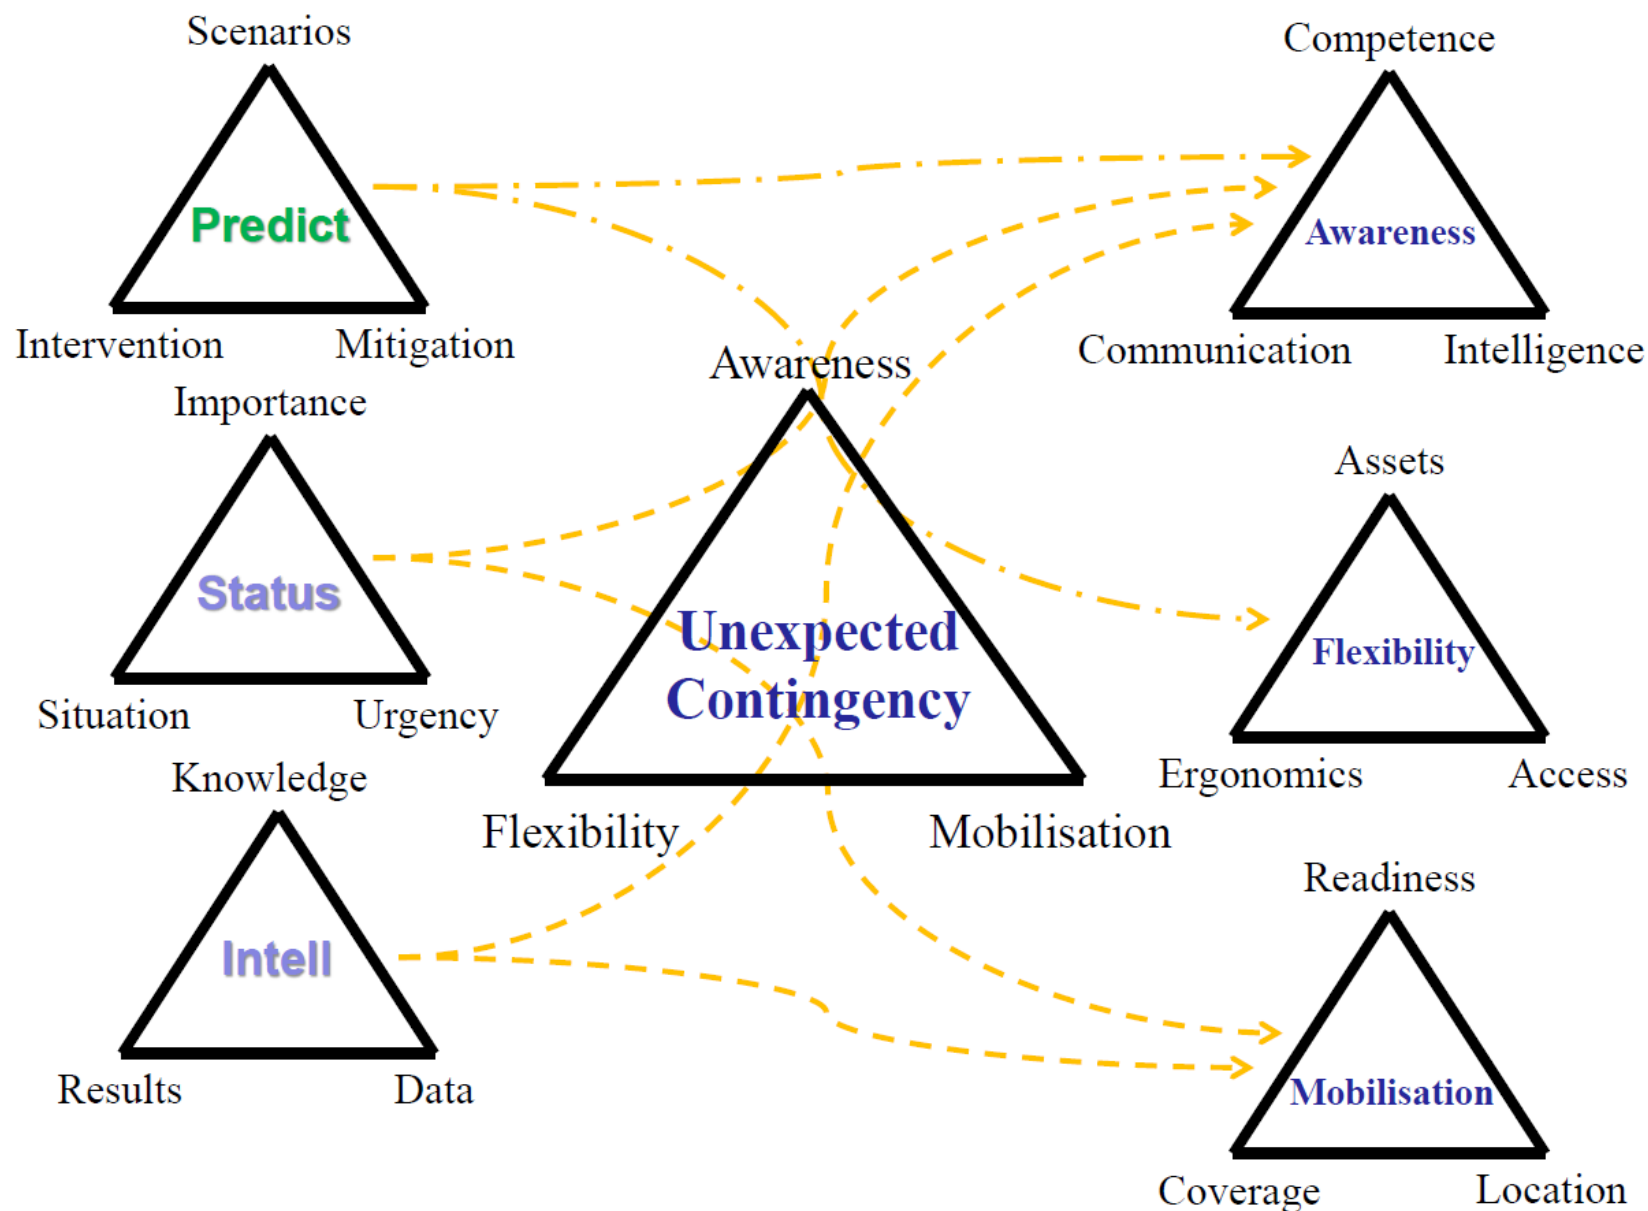 Scenarios
Predict
Intervention
Mitigation
Importance
Status
Situation
Urgency
Knowledge
Intell
Results
Data
Awareness
Unexpected
Contingency
Flexibility
Mobilisation
Competence
Awareness
Communication
Intelligence
Assets
Flexibility
Ergonomics
Access
Readiness
Mobilisation
Coverage
Location